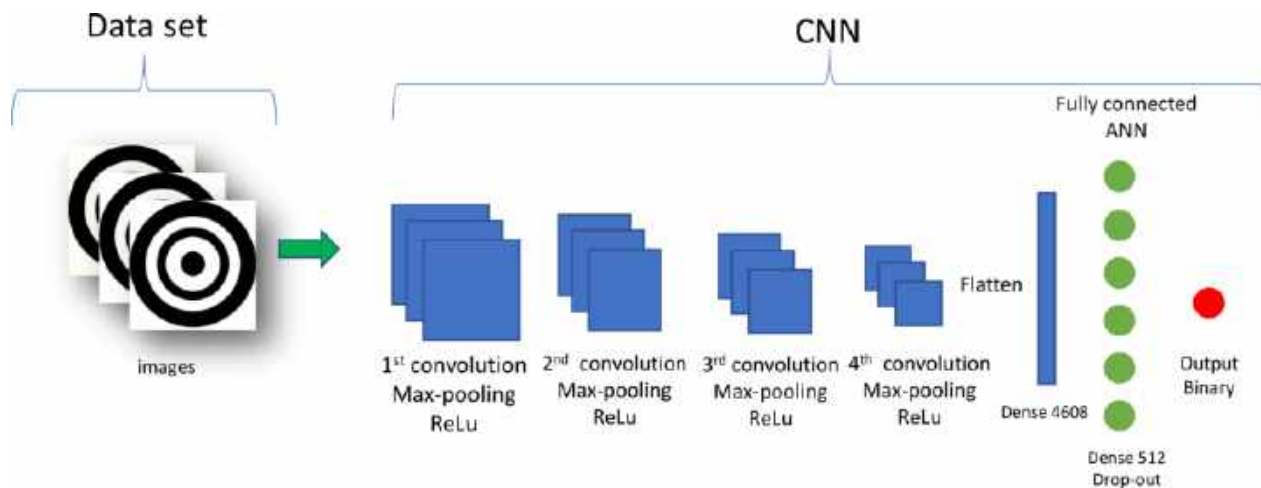 Data set
CNN
Fully connected
ANN
images
Flatten
1st convolution
Max-pooling
ReLu
2nd convolution
Max-pooling
ReLu
3rd convolution
Max-pooling
ReLu
4th convolution
Max-pooling
ReLu
Dense 4608
Dense 512
Drop-out
Output
Binary